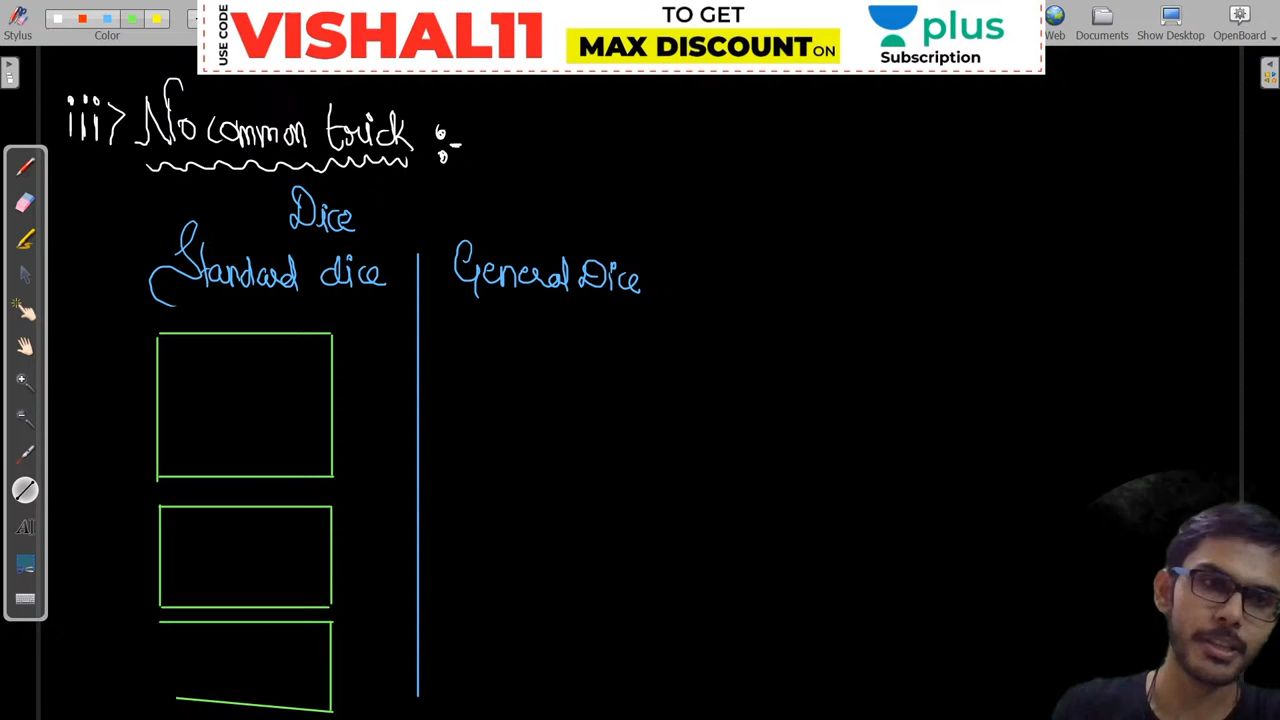 Stylus
Color
USE CODE
VISHAL11
TO GET
MAX DISCOUNT ON
plus
Subscription
Web
Documents
Show Desktop
OpenBoard
iii> No common trick :-
Dice
Standard dice
General Dice